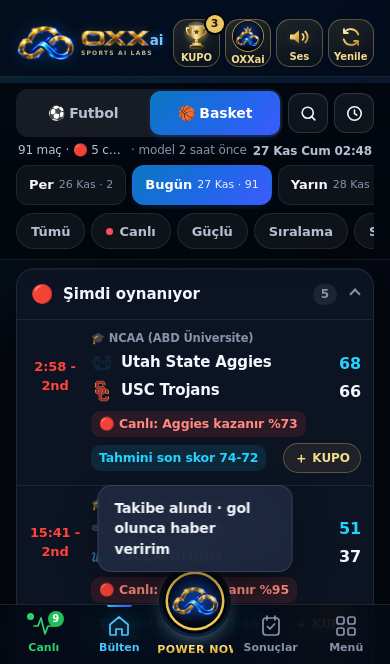 OXX ai
SPORTS AI LABS
3
KUPO
OXXai
Ses
Yenile
Futbol
Basket
91 maç · 5 c... · model 2 saat önce 27 Kas Cum 02:48
Per 26 Kas · 2
Bugün 27 Kas · 91
Yarın 28 Kas
Tümü
Canlı
Güçlü
Sıralama
Şimdi oynanıyor
5
NCAA (ABD Üniversite)
2:58 - 2nd
Utah State Aggies 68
USC Trojans 66
Canlı: Aggies kazanır %73
Tahmini son skor 74-72
+ KUPO
15:41 - 2nd
51
37
Takibe alındı · gol
olunca haber
veririm
Canlı: anır %95
9
Canlı
Bülten
POWER NOW
Sonuçlar
Menü